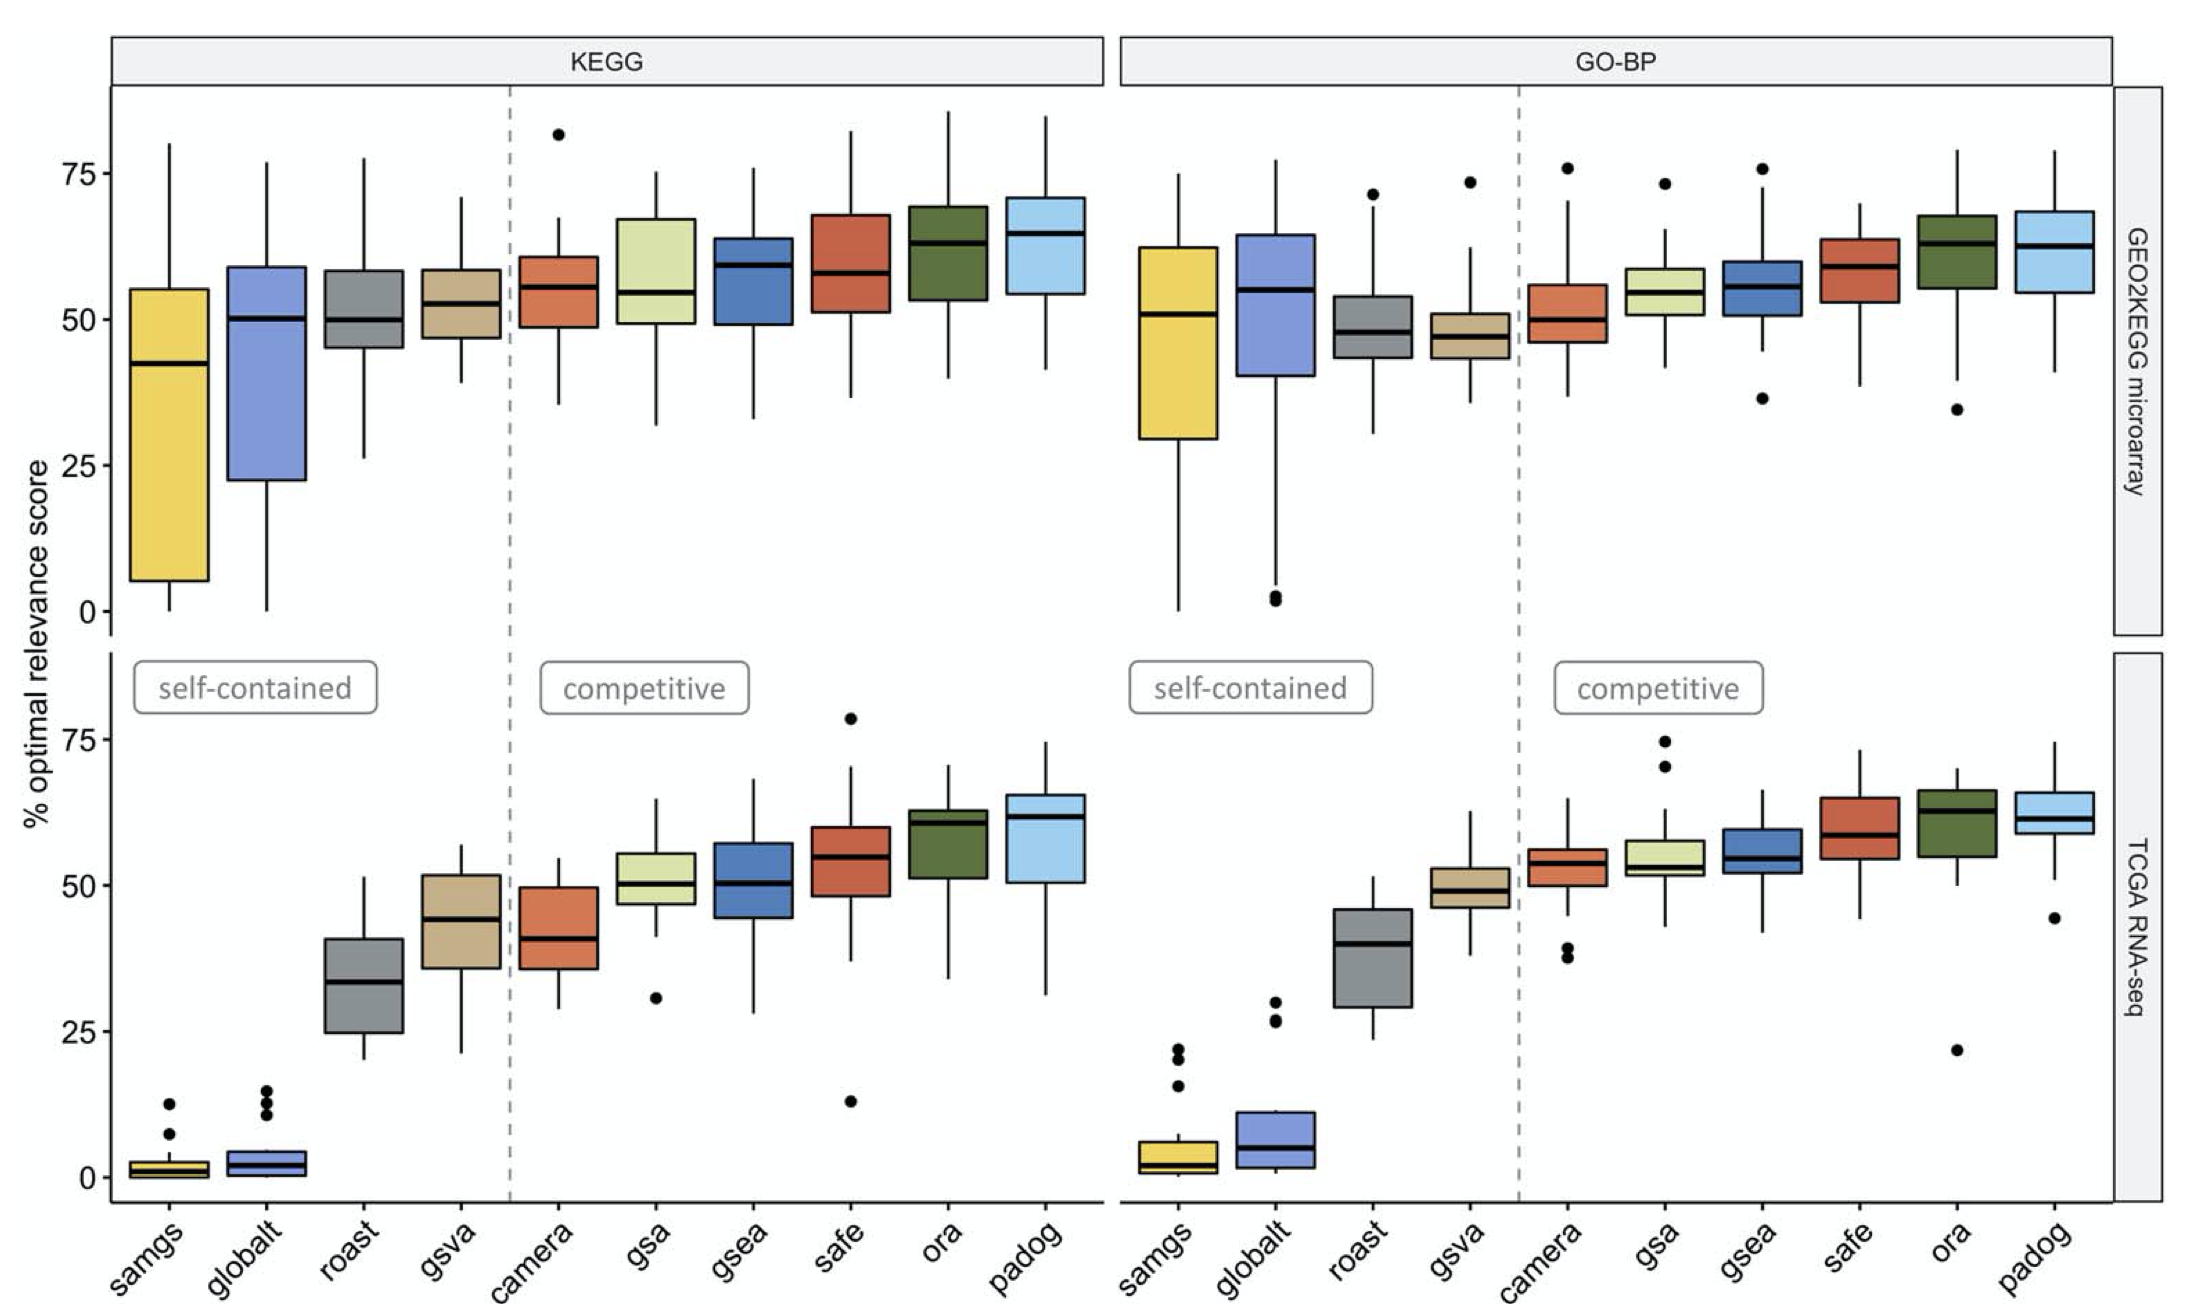 KEGG
GO-BP
% optimal relevance score
75
50
25
0
GEO2KEGG microarray
self-contained
competitive
self-contained
competitive
75
50
25
0
TCGA RNA-seq
samgs
globalt
roast
gsva
camera
gsa
gsea
safe
ora
padog
samgs
globalt
roast
gsva
camera
gsa
gsea
safe
ora
padog